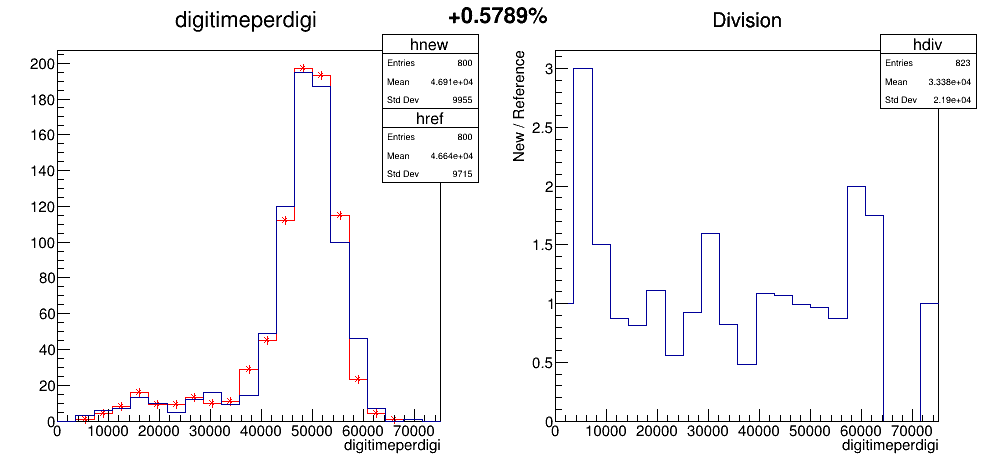 +0.5789%
digitimeperdigi
hnew
Entries 800
Mean 4.691e+04
Std Dev 9955
href
Entries 800
Mean 4.664e+04
Std Dev 9715
200
180
160
140
120
100
80
60
40
20
0
0 10000 20000 30000 40000 50000 60000 70000
digitimeperdigi
Division
hdiv
Entries 823
Mean 3.338e+04
Std Dev 2.19e+04
New / Reference
3
2.5
2
1.5
1
0.5
0
0 10000 20000 30000 40000 50000 60000 70000
digitimeperdigi